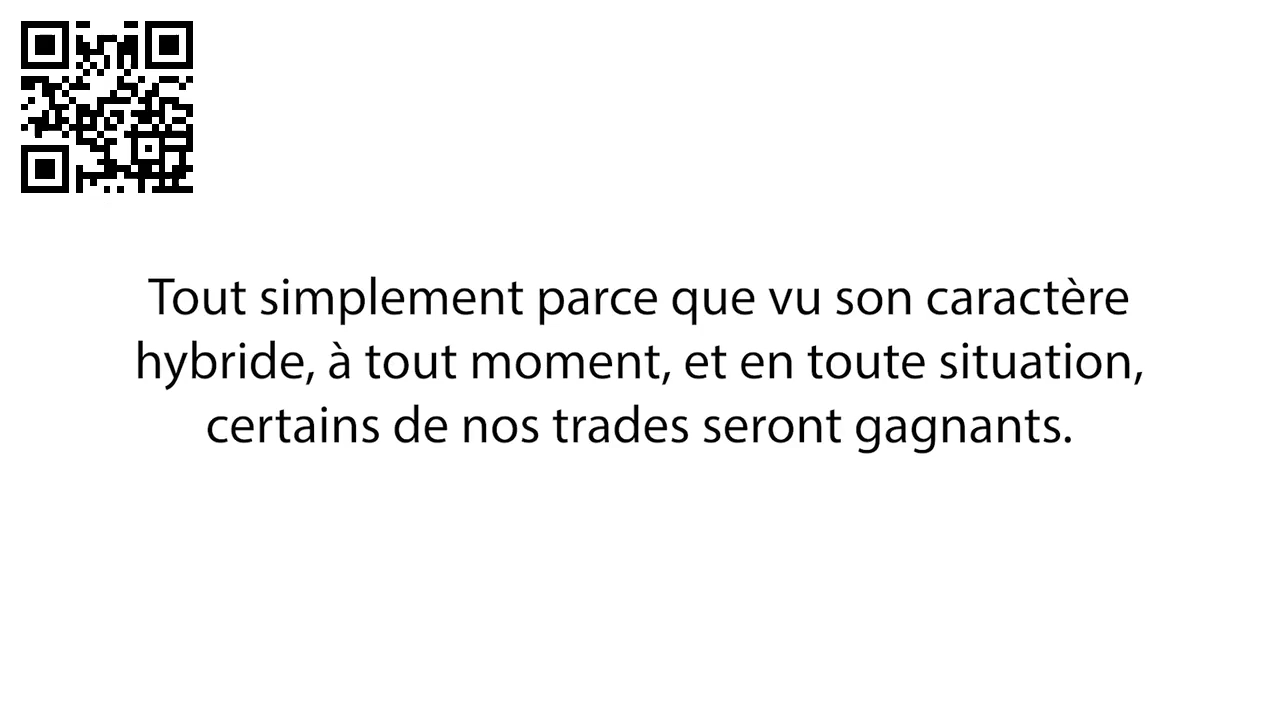 Tout simplement parce que vu son caractère
hybride, à tout moment, et en toute situation,
certains de nos trades seront gagnants.